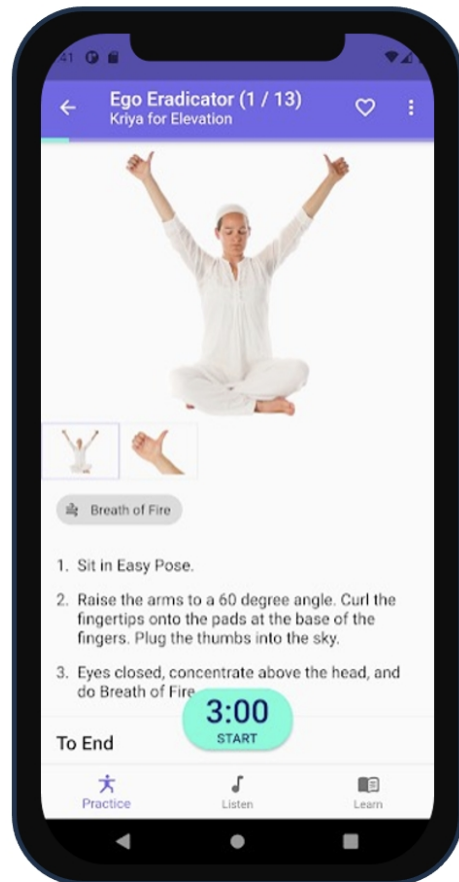 41
Ego Eradicator (1 / 13)
Kriya for Elevation
Breath of Fire
1. Sit in Easy Pose.
2. Raise the arms to a 60 degree angle. Curl the
fingertips onto the pads at the base of the
fingers. Plug the thumbs into the sky.
3. Eyes closed, concentrate above the head, and
do Breath of Fire
3:00
START
To End
Practice
Listen
Learn